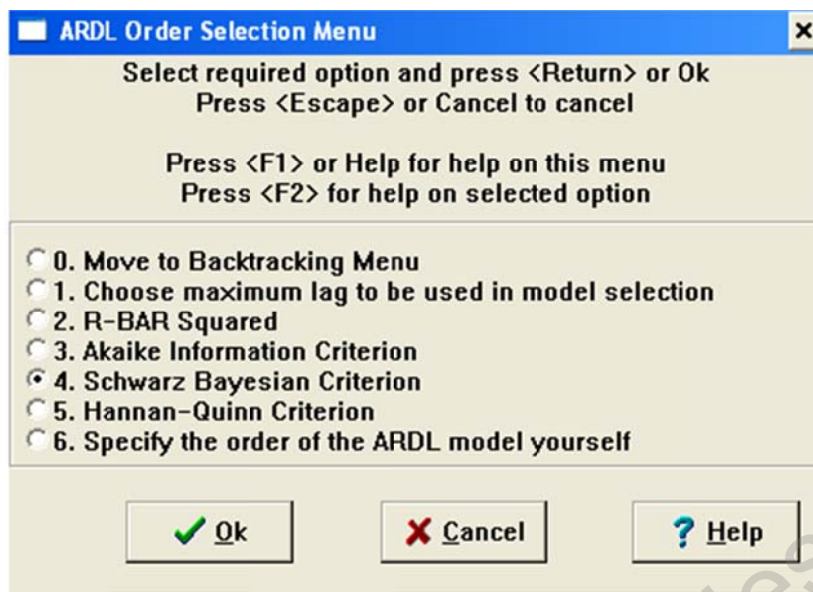 ARDL Order Selection Menu
Select required option and press <Return> or Ok
Press <Escape> or Cancel to cancel
Press <F1> or Help for help on this menu
Press <F2> for help on selected option
0. Move to Backtracking Menu
1. Choose maximum lag to be used in model selection
2. R-BAR Squared
3. Akaike Information Criterion
4. Schwarz Bayesian Criterion
5. Hannan-Quinn Criterion
6. Specify the order of the ARDL model yourself
Ok Cancel Help